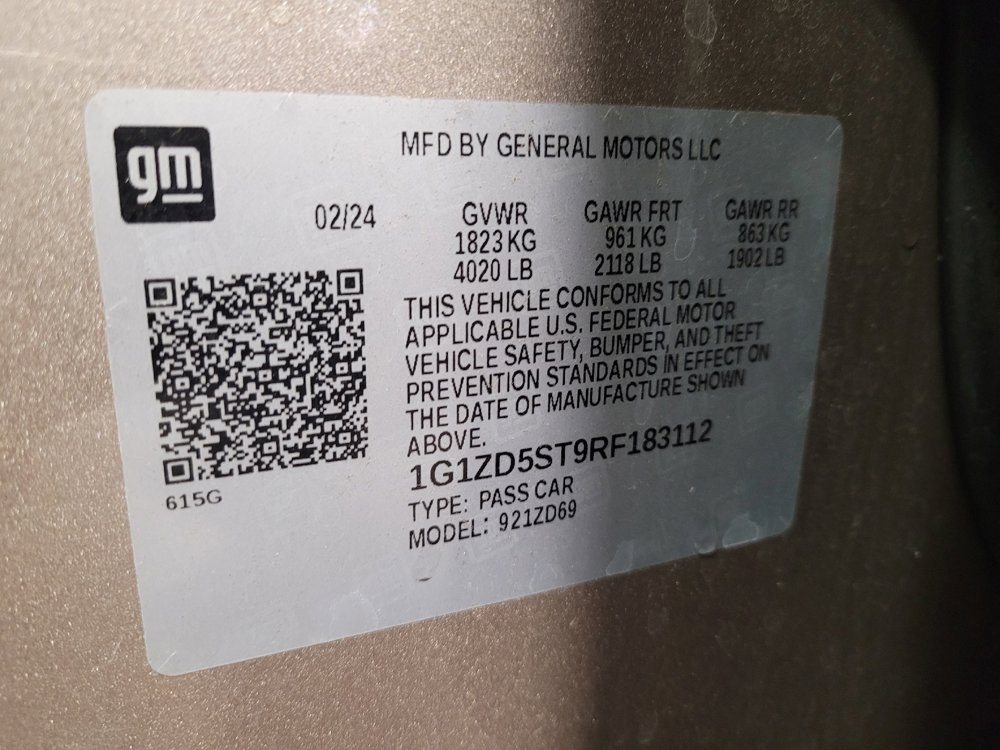 gm
MFD BY GENERAL MOTORS LLC
02/24
GVWR GAWR FRT GAWR RR
1823 KG 961 KG 863 KG
4020 LB 2118 LB 1902 LB
THIS VEHICLE CONFORMS TO ALL
APPLICABLE U.S. FEDERAL MOTOR
VEHICLE SAFETY, BUMPER, AND THEFT
PREVENTION STANDARDS IN EFFECT ON
THE DATE OF MANUFACTURE SHOWN
ABOVE.
1G1ZD5ST9RF183112
TYPE: PASS CAR
MODEL: 921ZD69
615G